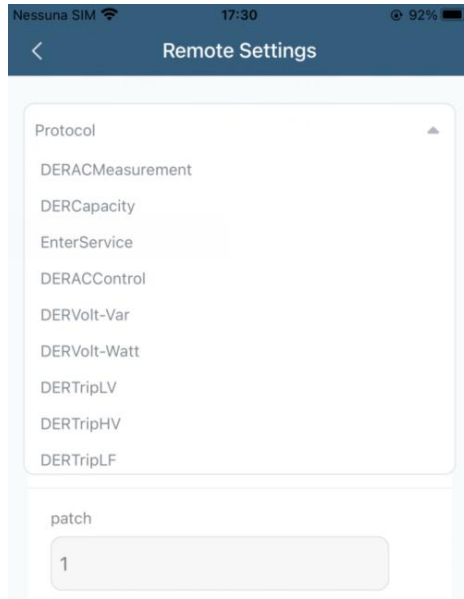 Nessuna SIM 17:30 92%
Remote Settings
Protocol
DERACMeasurement
DERCapacity
EnterService
DERACControl
DERVolt-Var
DERVolt-Watt
DERTripLV
DERTripHV
DERTripLF
patch
1